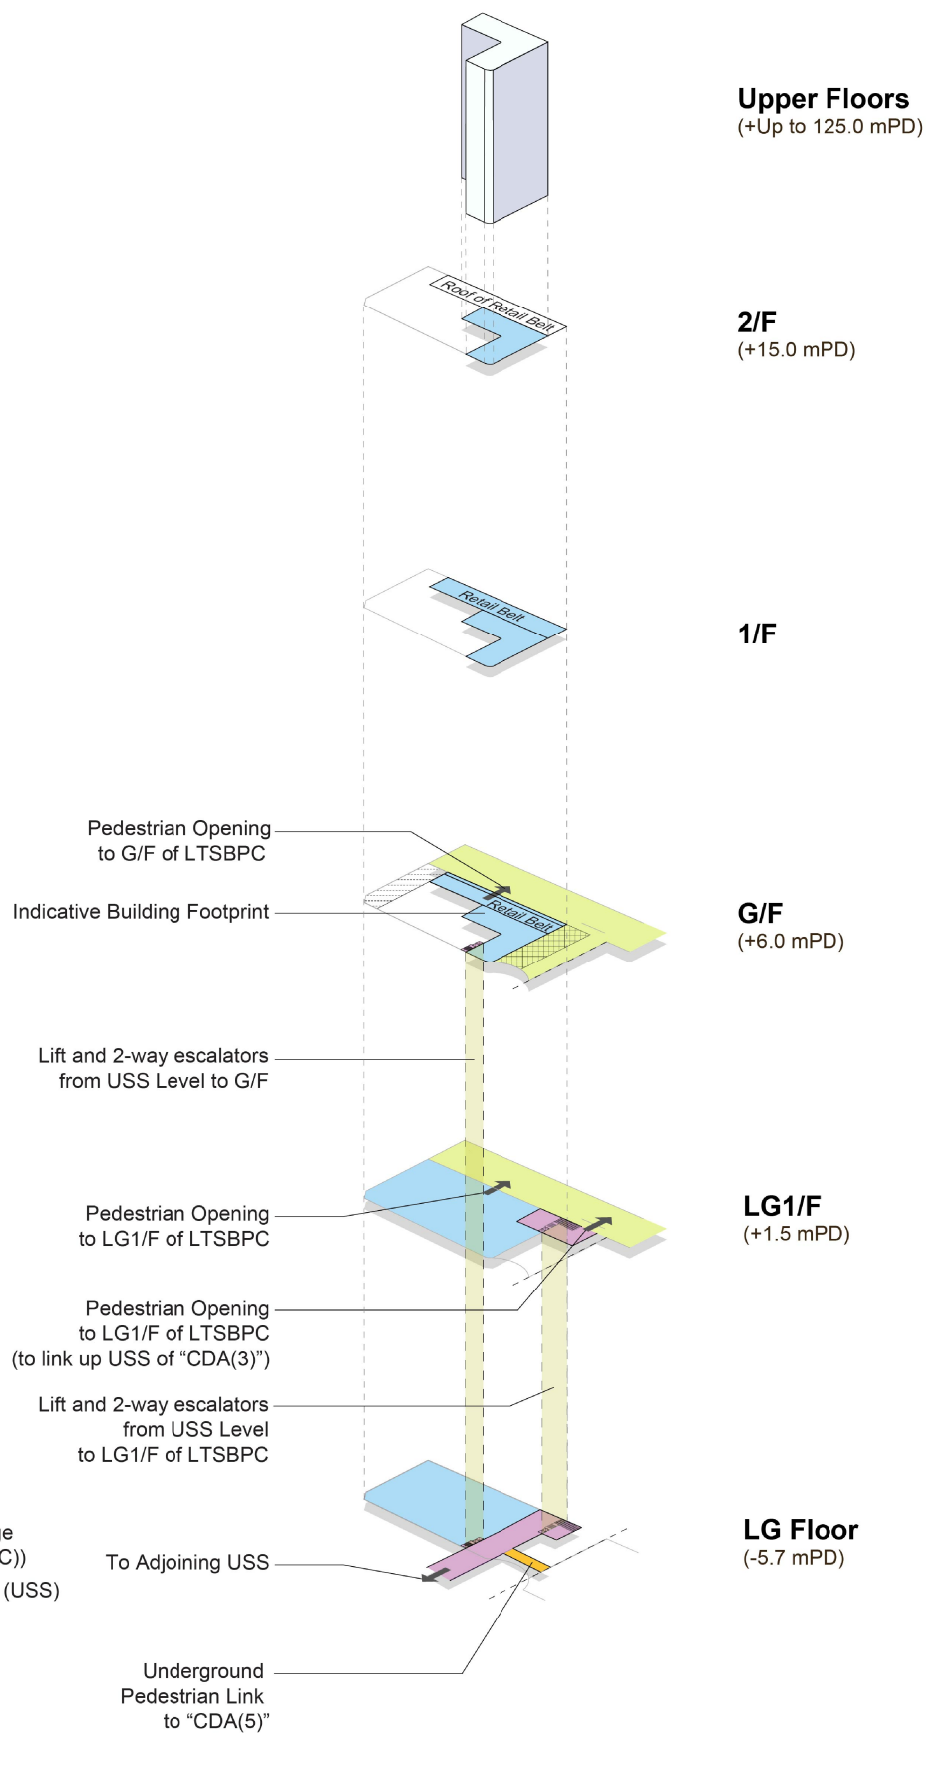 Upper Floors
(+Up to 125.0 mPD)
Roof of Retail Belt
2/F
(+15.0 mPD)
Retail Belt
1/F
Pedestrian Opening
to G/F of LTSBPC
Indicative Building Footprint
Retail Belt
G/F
(+6.0 mPD)
Lift and 2-way escalators
from USS Level to G/F
Pedestrian Opening
to LG1/F of LTSBPC
LG1/F
(+1.5 mPD)
Pedestrian Opening
to LG1/F of LTSBPC
(to link up USS of “CDA(3)”)
Lift and 2-way escalators
from USS Level
to LG1/F of LTSBPC
LG Floor
(-5.7 mPD)
C))
(USS)
To Adjoining USS
Underground
Pedestrian Link
to “CDA(5)”